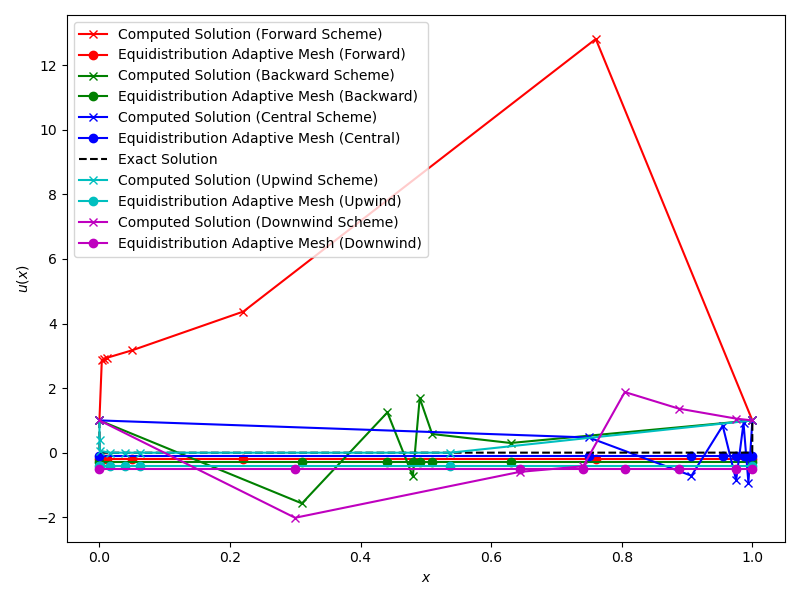 Computed Solution (Forward Scheme)
Equidistribution Adaptive Mesh (Forward)
Computed Solution (Backward Scheme)
Equidistribution Adaptive Mesh (Backward)
Computed Solution (Central Scheme)
Equidistribution Adaptive Mesh (Central)
Exact Solution
Computed Solution (Upwind Scheme)
Equidistribution Adaptive Mesh (Upwind)
Computed Solution (Downwind Scheme)
Equidistribution Adaptive Mesh (Downwind)
12
10
8
6
4
2
0
−2
u(x)
0.0 0.2 0.4 0.6 0.8 1.0
x